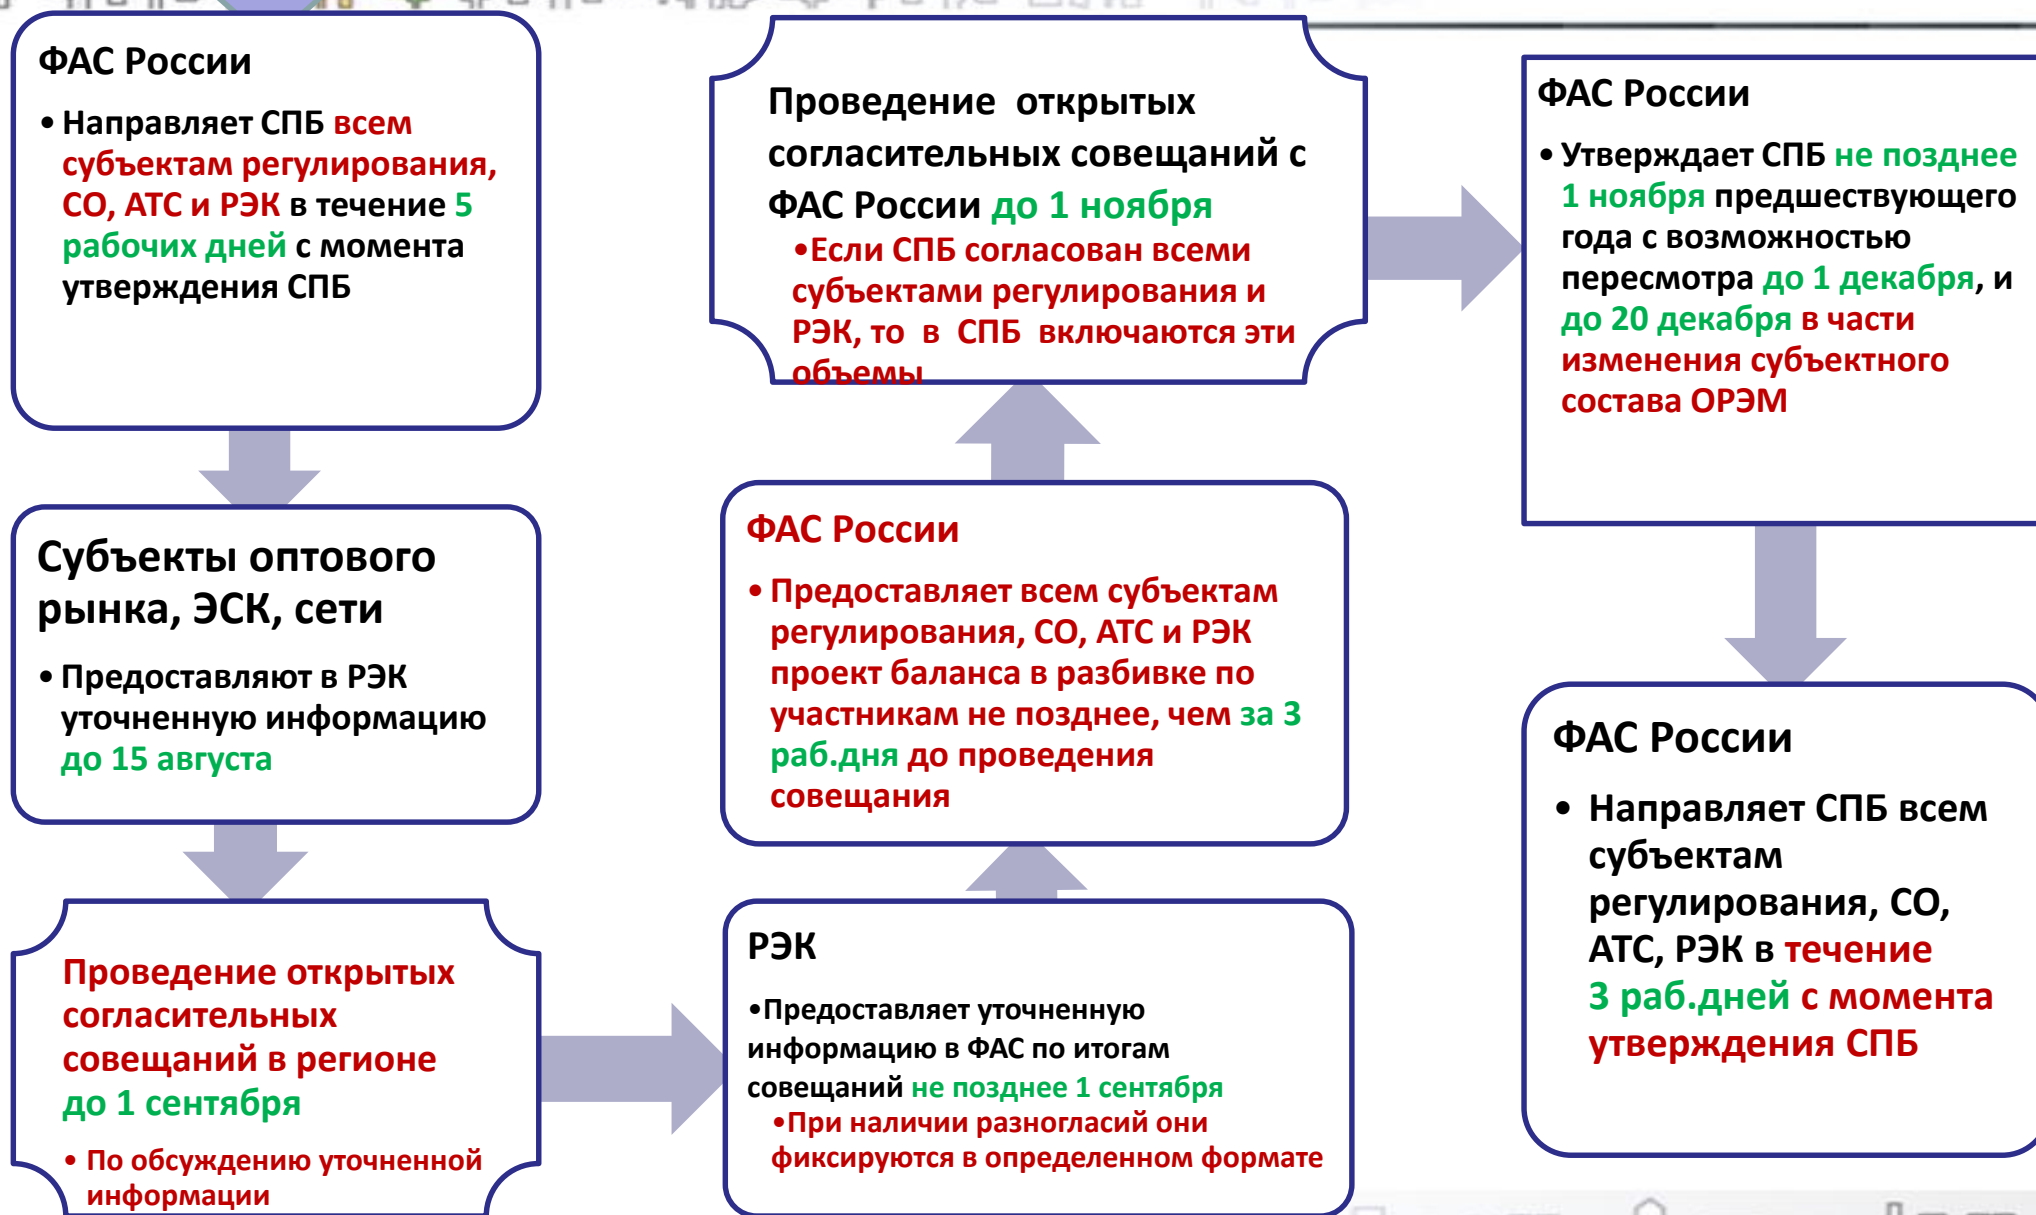 ФАС России
• Направляет СПБ всем
субъектам регулирования,
СО, АТС и РЭК в течение 5
рабочих дней с момента
утверждения СПБ
Субъекты оптового
рынка, ЭСК, сети
• Предоставляют в РЭК
уточненную информацию
до 15 августа
Проведение открытых
согласительных
совещаний в регионе
до 1 сентября
• По обсуждению уточненной
информации
РЭК
•Предоставляет уточненную
информацию в ФАС по итогам
совещаний не позднее 1 сентября
•При наличии разногласий они
фиксируются в определенном формате
ФАС России
• Предоставляет всем субъектам
регулирования, СО, АТС и РЭК
проект баланса в разбивке по
участникам не позднее, чем за 3
раб.дня до проведения
совещания
Проведение открытых
согласительных совещаний с
ФАС России до 1 ноября
•Если СПБ согласован всеми
субъектами регулирования и
РЭК, то в СПБ включаются эти
объемы
ФАС России
• Утверждает СПБ не позднее
1 ноября предшествующего
года с возможностью
пересмотра до 1 декабря, и
до 20 декабря в части
изменения субъектного
состава ОРЭМ
ФАС России
• Направляет СПБ всем
субъектам
регулирования, СО,
АТС, РЭК в течение
3 раб.дней с момента
утверждения СПБ